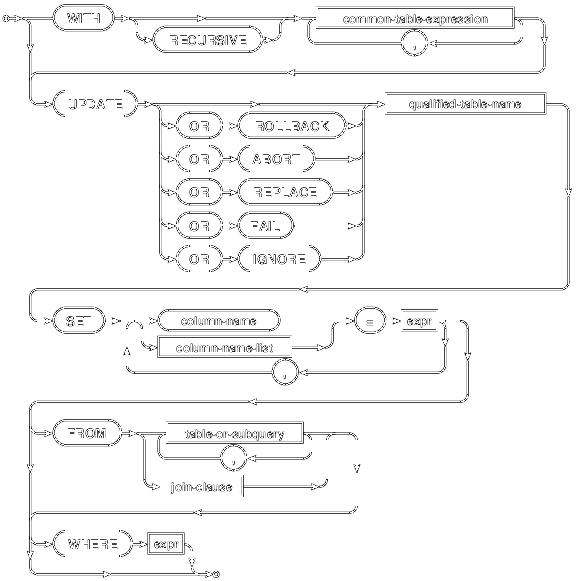 WITH common-table-expression
RECURSIVE ,
UPDATE qualified-table-name
OR ROLLBACK
OR ABORT
OR REPLACE
OR FAIL
OR IGNORE
SET column-name = expr
column-name-list
,
FROM table-or-subquery
,
join-clause
WHERE expr